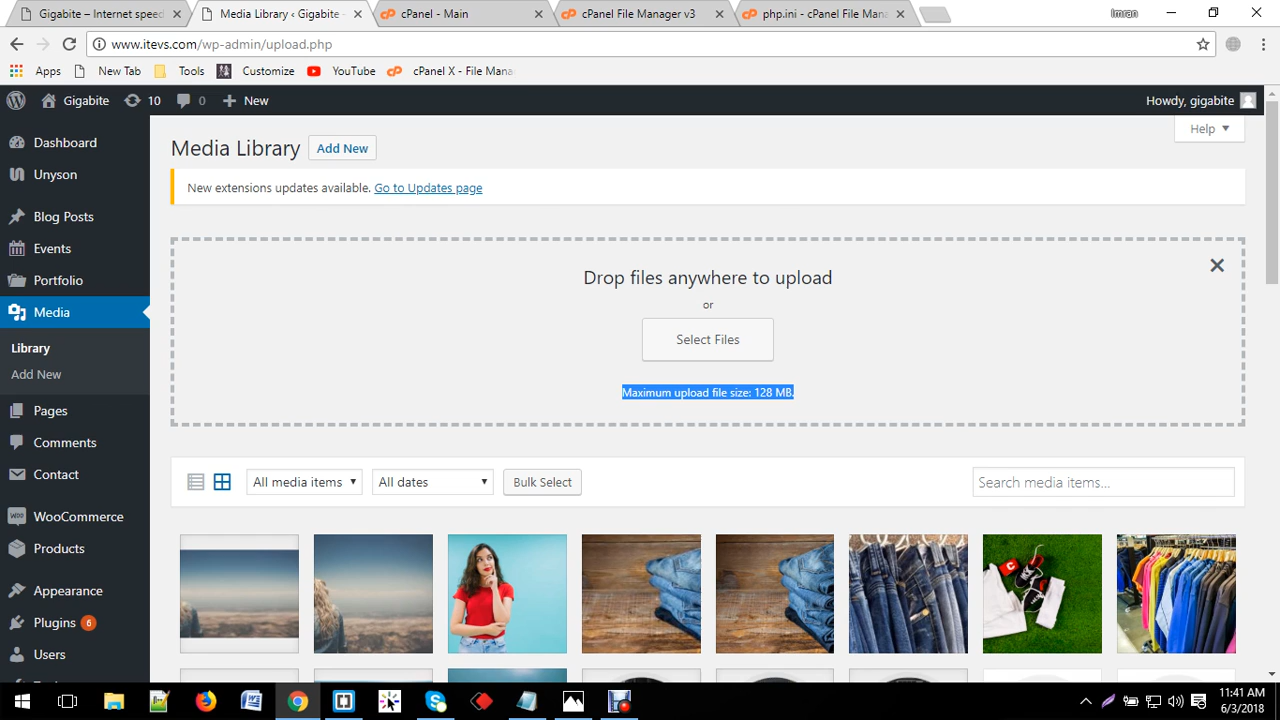 Gigabite – Internet speed
Media Library ‹ Gigabite –
cPanel - Main
cPanel File Manager v3
php.ini - cPanel File Mana
Imran
www.itevs.com/wp-admin/upload.php
Apps
New Tab
Tools
Customize
YouTube
cPanel X - File Mana
Gigabite
10
0
New
Howdy, gigabite
Dashboard
Unyson
Blog Posts
Events
Portfolio
Media
Library
Add New
Pages
Comments
Contact
WooCommerce
Products
Appearance
Plugins 6
Users
Help
Media Library
Add New
New extensions updates available. Go to Updates page
Drop files anywhere to upload
or
Select Files
Maximum upload file size: 128 MB.
All media items
All dates
Bulk Select
Search media items...
11:41 AM
6/3/2018